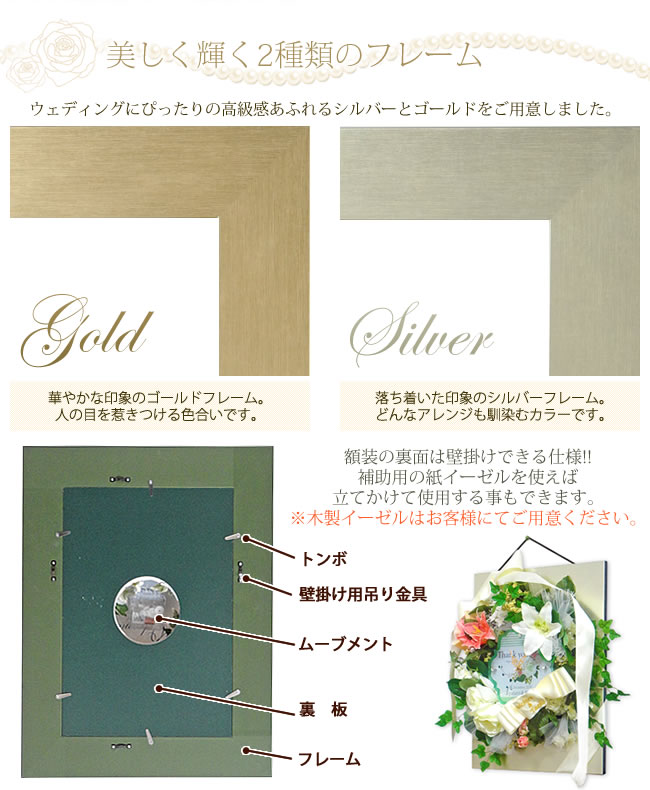 美しく輝く2種類のフレーム
ウェディングにぴったりの高級感あふれるシルバーとゴールドをご用意しました。
Gold
Silver
華やかな印象のゴールドフレーム。
人の目を惹きつける色合いです。
落ち着いた印象のシルバーフレーム。
どんなアレンジも馴染むカラーです。
額装の裏面は壁掛けできる仕様!!
補助用の紙イーゼルを使えば
立てかけて使用する事もできます。
※木製イーゼルはお客様にてご用意ください。
トンボ
壁掛け用吊り金具
ムーブメント
裏 板
フレーム
Thank you